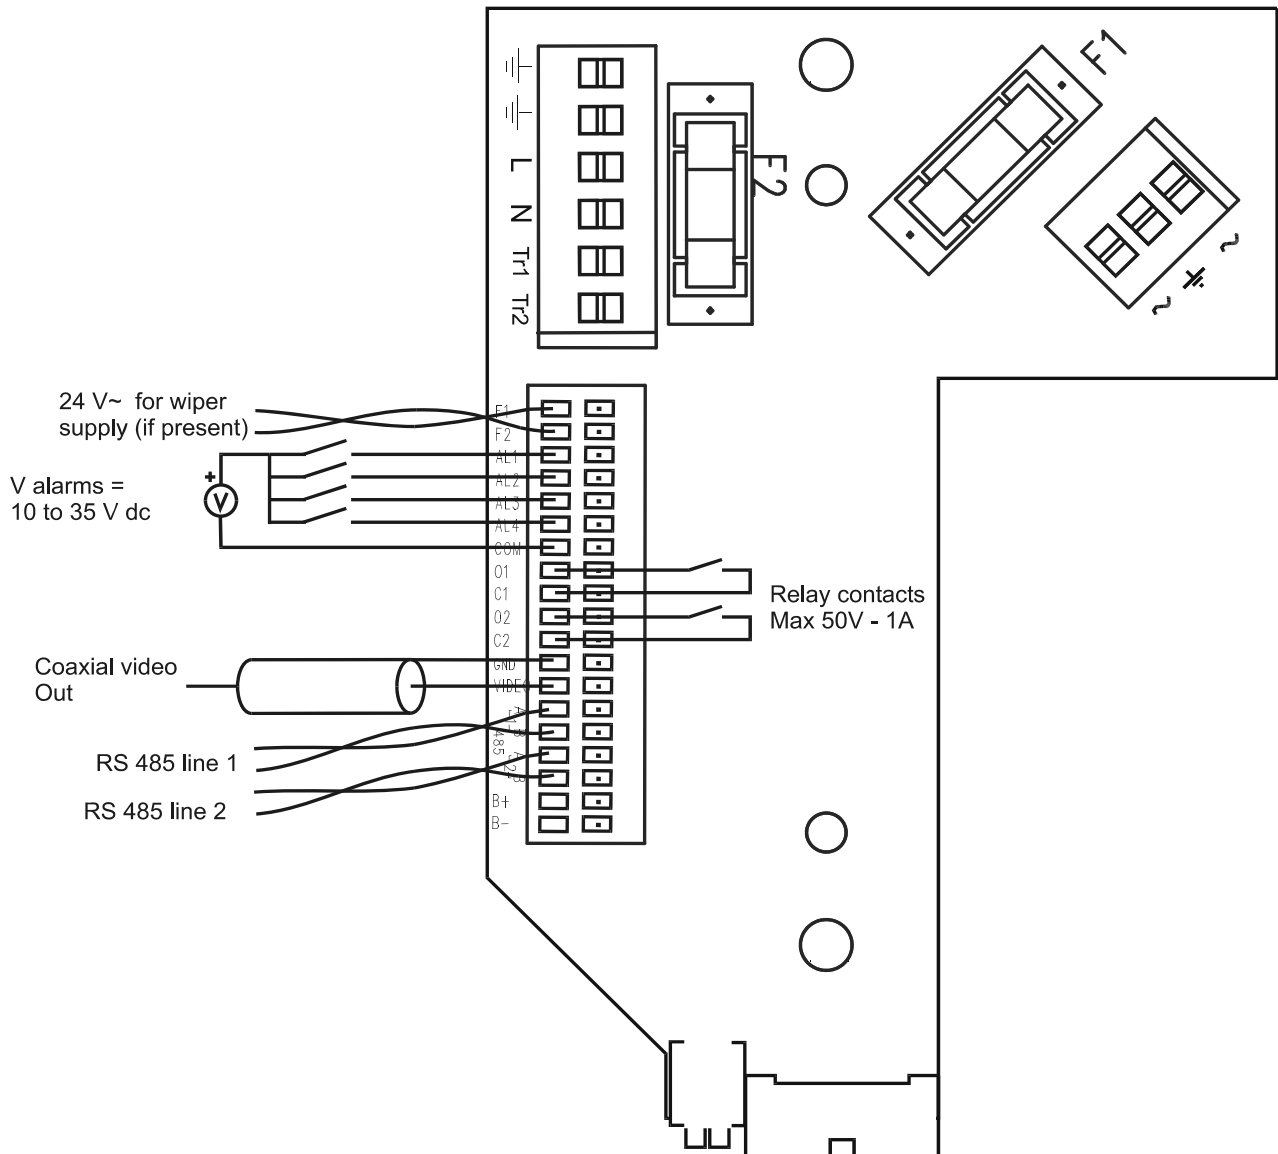 F1
F2
L
N
Tr1
Tr2
24 V~ for wiper
supply (if present)
V alarms =
10 to 35 V dc
+
V
F1
F2
AL1
AL2
AL3
AL4
COM
O1
C1
O2
C2
GND
VIDEO
Relay contacts
Max 50V - 1A
Coaxial video
Out
RS 485 line 1
RS 485 line 2
A
1
B
485
A
2
B
B+
B-
~
~